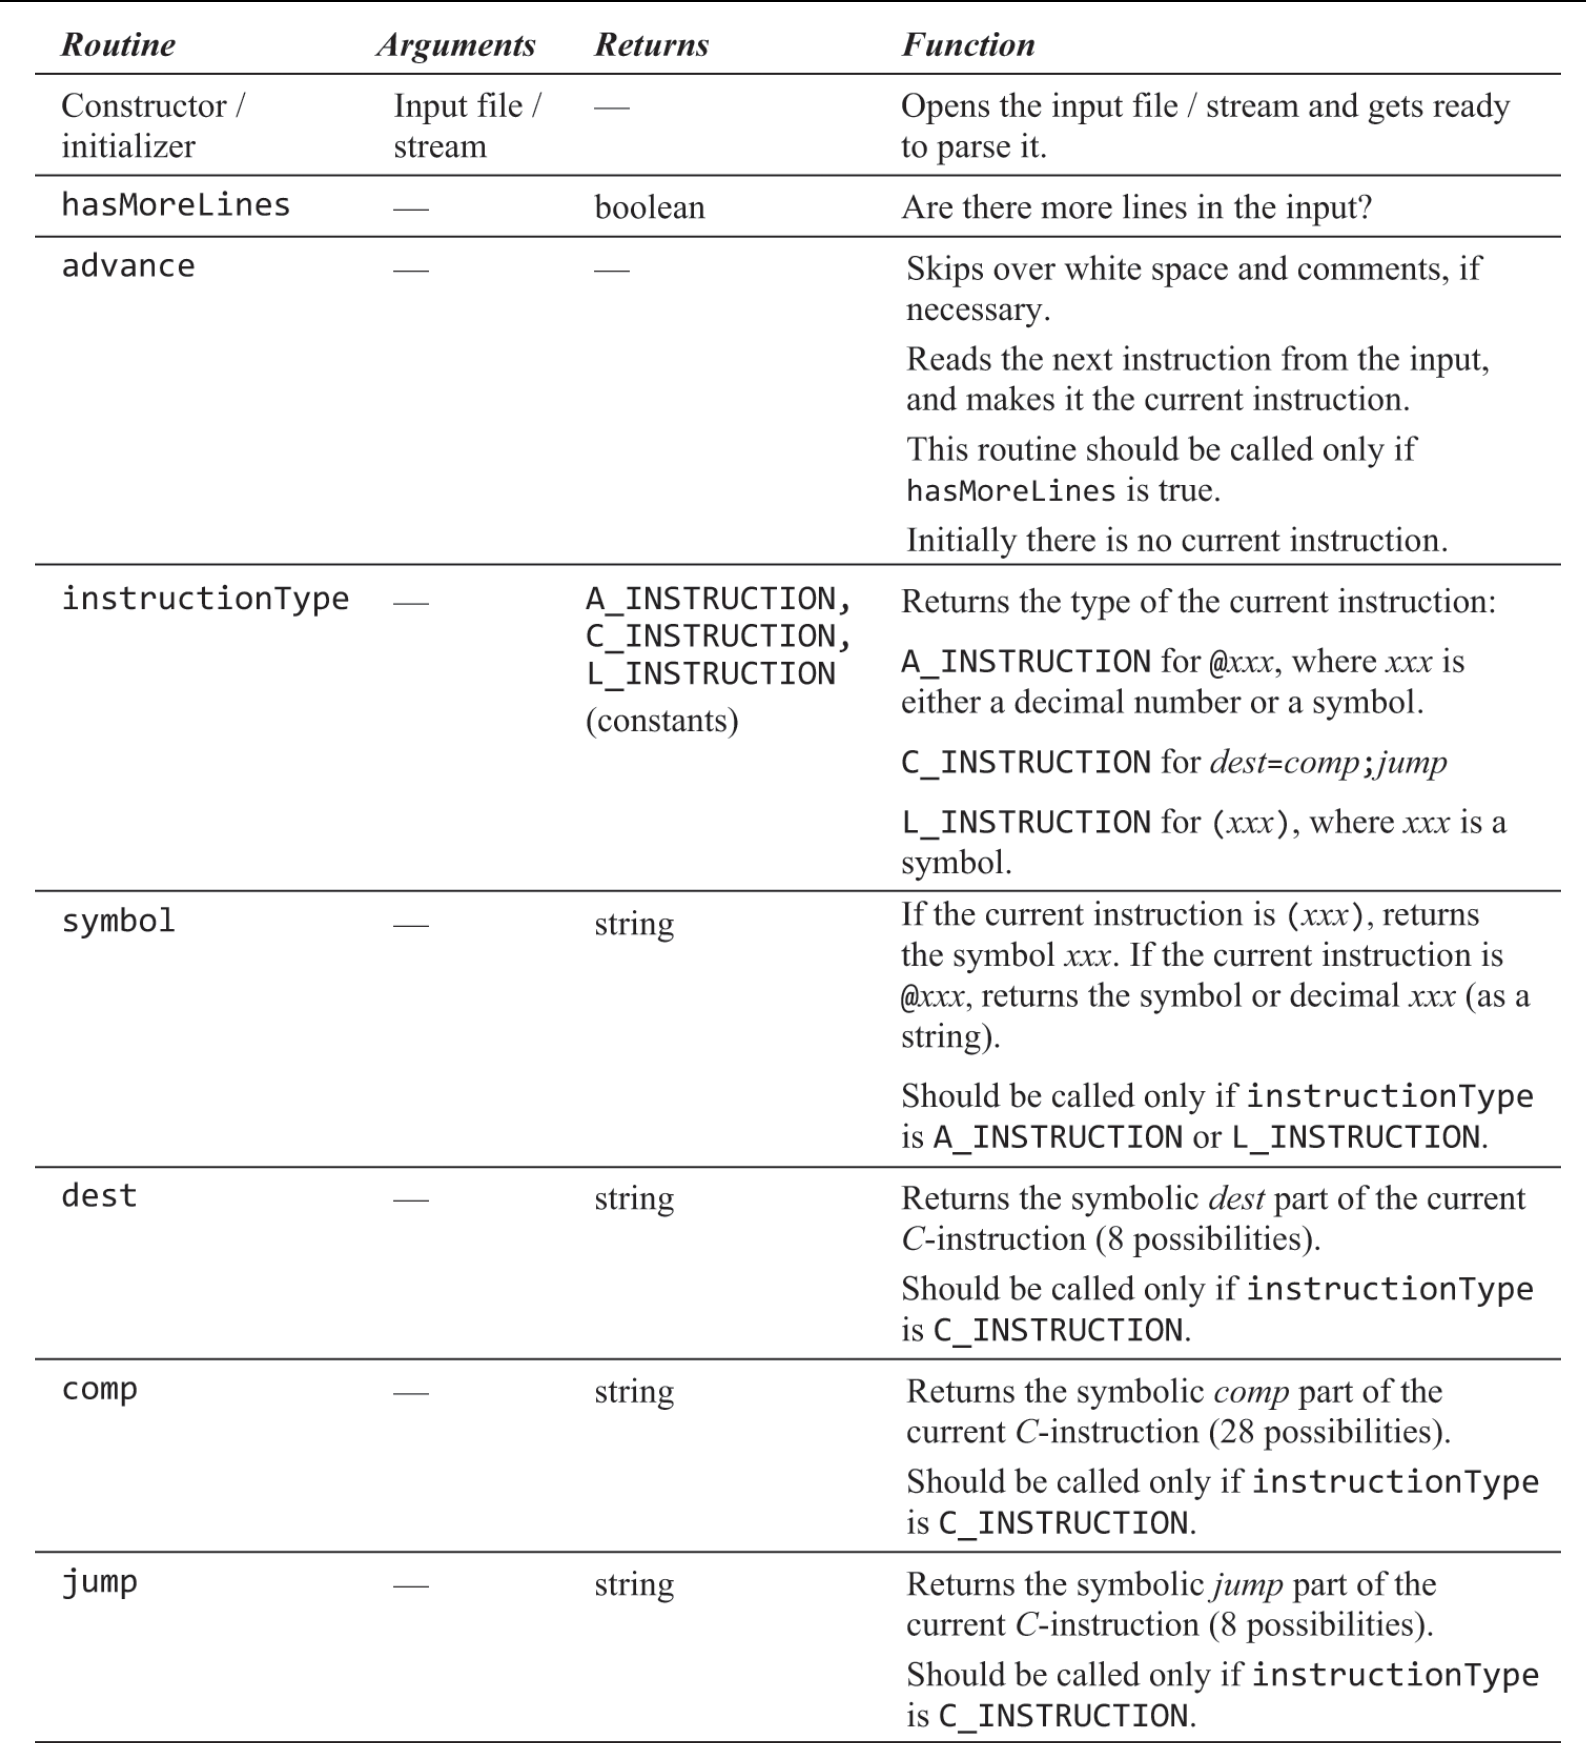 Routine Arguments Returns Function
Constructor / Input file / — Opens the input file / stream and gets ready
initializer stream to parse it.
hasMoreLines — boolean Are there more lines in the input?
advance — — Skips over white space and comments, if
necessary.
Reads the next instruction from the input,
and makes it the current instruction.
This routine should be called only if
hasMoreLines is true.
Initially there is no current instruction.
instructionType — A_INSTRUCTION, Returns the type of the current instruction:
C_INSTRUCTION,
L_INSTRUCTION
(constants)
A_INSTRUCTION for @xxx, where xxx is
either a decimal number or a symbol.
C_INSTRUCTION for dest=comp;jump
L_INSTRUCTION for (xxx), where xxx is a
symbol.
symbol — string If the current instruction is (xxx), returns
the symbol xxx. If the current instruction is
@xxx, returns the symbol or decimal xxx (as a
string).
Should be called only if instructionType
is A_INSTRUCTION or L_INSTRUCTION.
dest — string Returns the symbolic dest part of the current
C-instruction (8 possibilities).
Should be called only if instructionType
is C_INSTRUCTION.
comp — string Returns the symbolic comp part of the
current C-instruction (28 possibilities).
Should be called only if instructionType
is C_INSTRUCTION.
jump — string Returns the symbolic jump part of the
current C-instruction (8 possibilities).
Should be called only if instructionType
is C_INSTRUCTION.